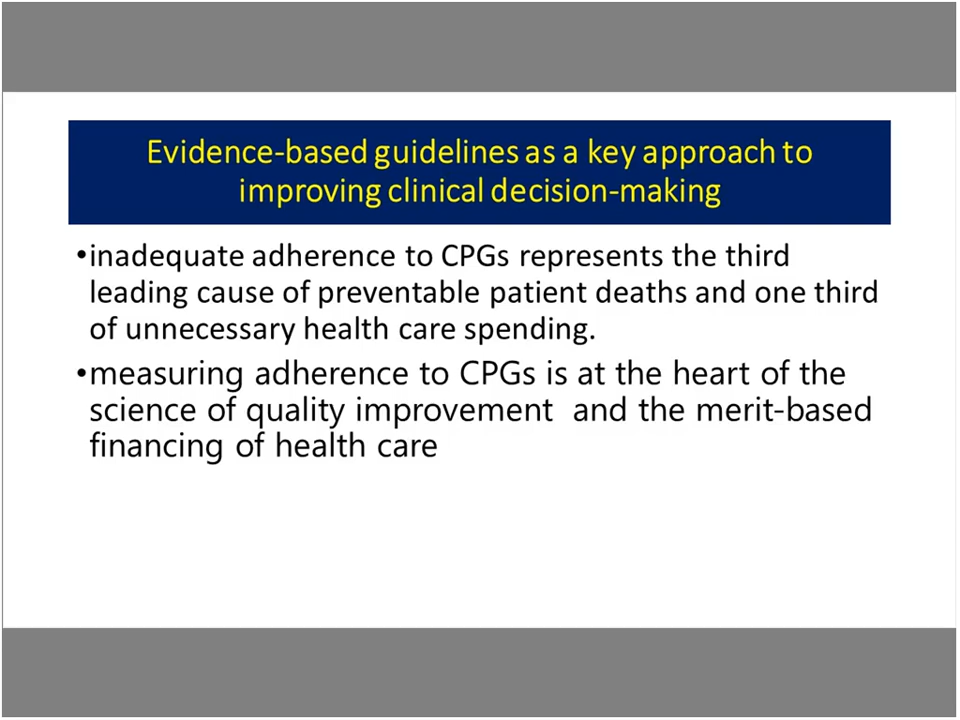 Evidence-based guidelines as a key approach to
improving clinical decision-making
•inadequate adherence to CPGs represents the third
leading cause of preventable patient deaths and one third
of unnecessary health care spending.
•measuring adherence to CPGs is at the heart of the
science of quality improvement  and the merit-based
financing of health care